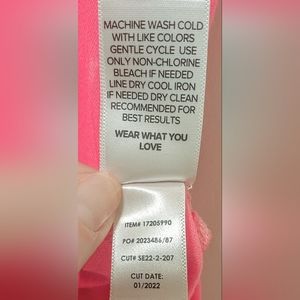 MACHINE WASH COLD
WITH LIKE COLORS
GENTLE CYCLE USE
ONLY NON-CHLORINE
BLEACH IF NEEDED
LINE DRY COOL IRON
IF NEEDED DRY CLEAN
RECOMMENDED FOR
BEST RESULTS
WEAR WHAT YOU
LOVE
ITEM# 17205990
PO# 2023486/87
CUT# SE22-2-207
CUT DATE:
01/2022